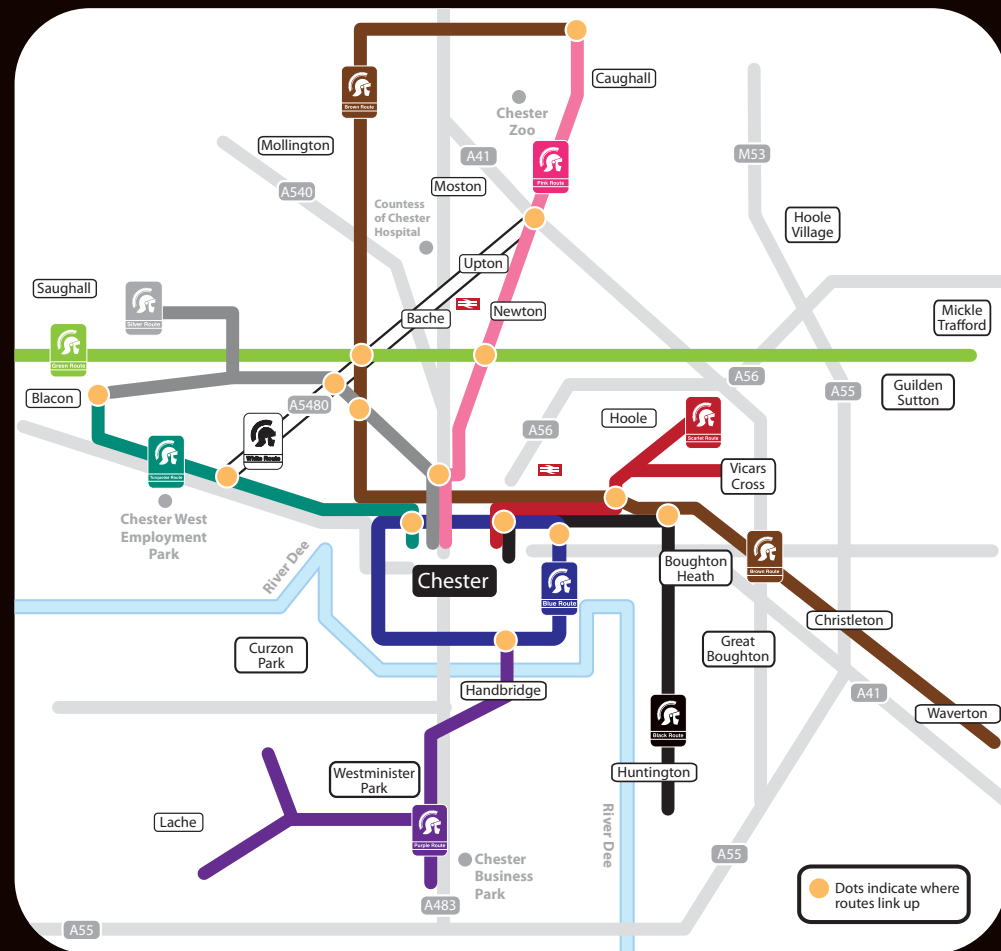 Brown Route
Caughall
Chester
Zoo
Mollington
A41
M53
Pink Route
Moston
A540
Countess
of Chester
Hospital
Hoole
Village
Upton
Saughall
Silver Route
Bache
Newton
Mickle
Trafford
Green Route
A56
A55
Guilden
Sutton
Blacon
A5480
White Route
A56
Hoole
Scarlet Route
Turquoise Route
Vicars
Cross
Chester West
Employment
Park
River Dee
Chester
Blue Route
Boughton
Heath
Brown Route
Christleton
Curzon
Park
Great
Boughton
Handbridge
A41
Waverton
Black Route
Westminister
Park
Huntington
Lache
Purple Route
River Dee
Chester
Business
Park
A55
A483
A55
Dots indicate where
routes link up